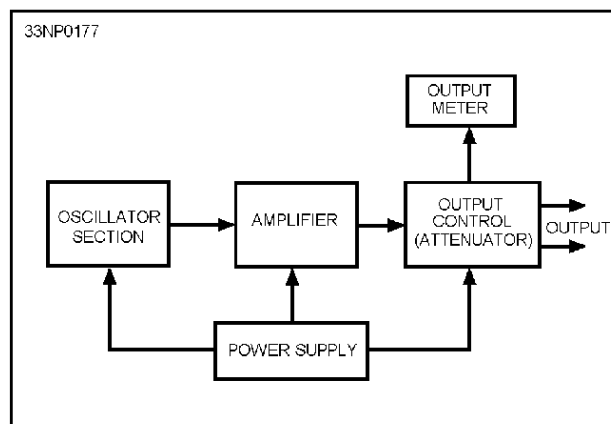 33NP0177
OUTPUT
METER
OSCILLATOR
SECTION
AMPLIFIER
OUTPUT
CONTROL
(ATTENUATOR)
OUTPUT
POWER SUPPLY